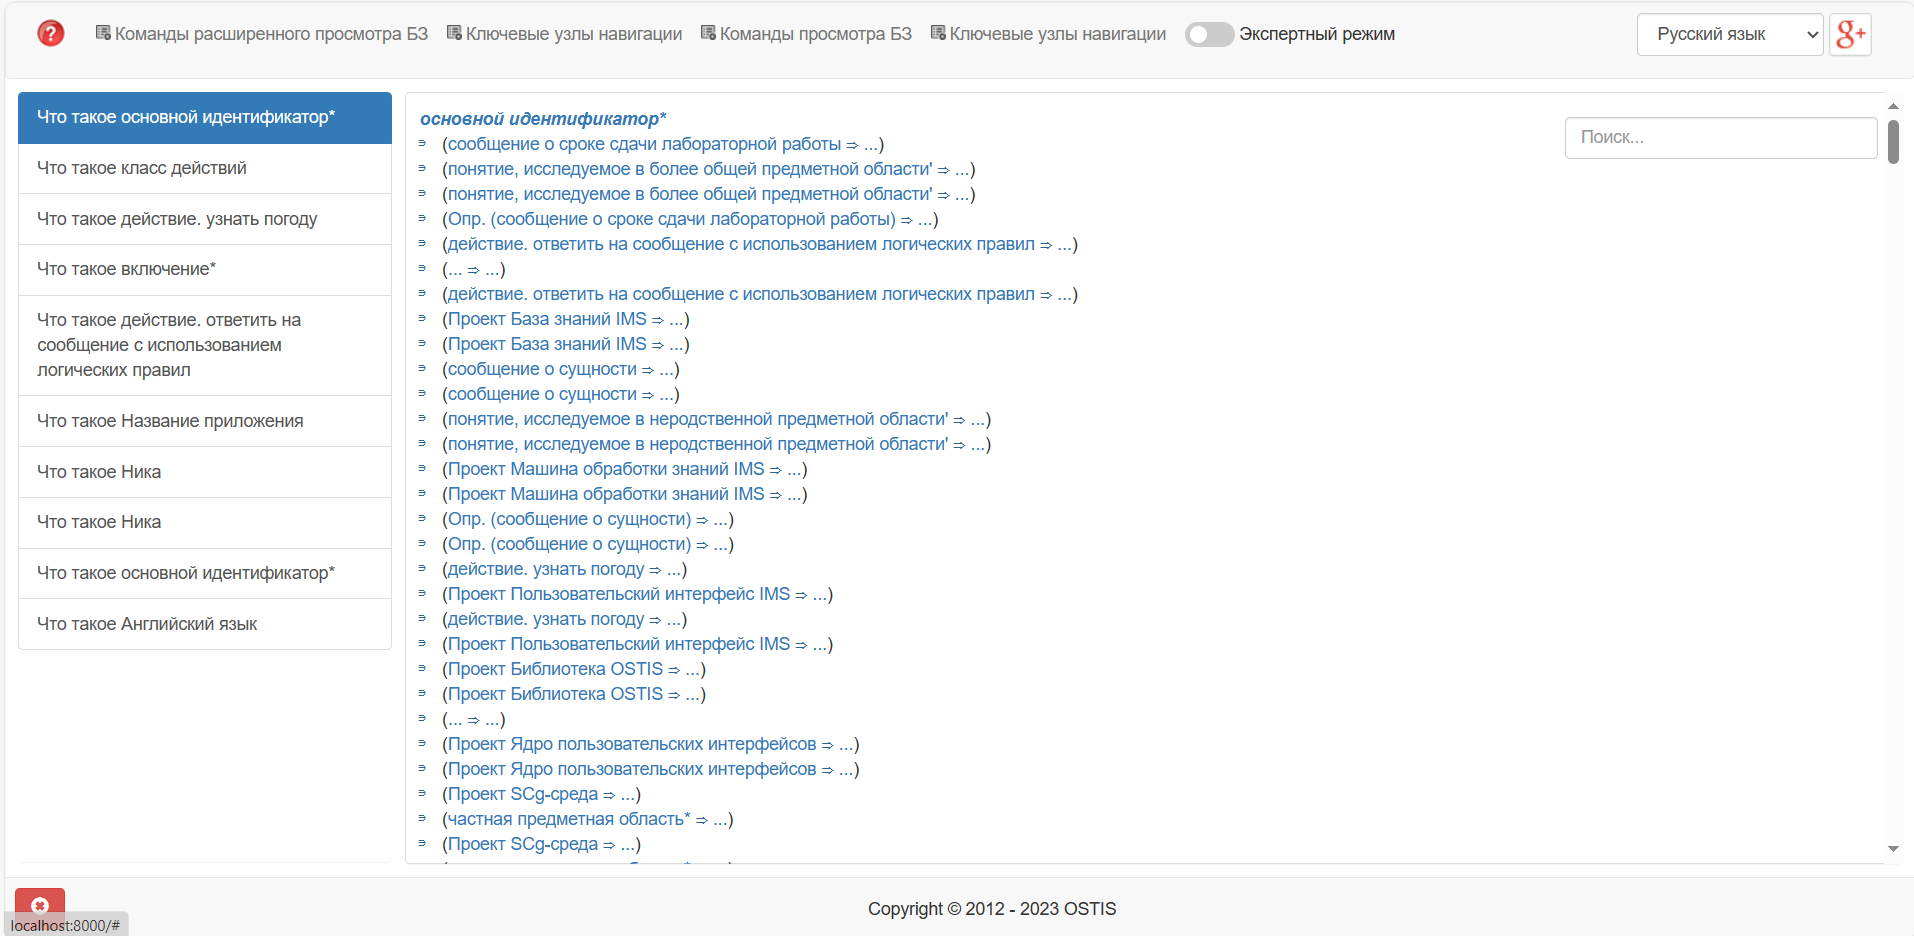 Команды расширенного просмотра БЗ
Ключевые узлы навигации
Команды просмотра БЗ
Ключевые узлы навигации
Экспертный режим
Русский язык
g+
Что такое основной идентификатор*
Что такое класс действий
Что такое действие. узнать погоду
Что такое включение*
Что такое действие. ответить на
сообщение с использованием
логических правил
Что такое Название приложения
Что такое Ника
Что такое Ника
Что такое основной идентификатор*
Что такое Английский язык
основной идентификатор*
Поиск...
∍ (сообщение о сроке сдачи лабораторной работы ⇒ ...)
∍ (понятие, исследуемое в более общей предметной области' ⇒ ...)
∍ (понятие, исследуемое в более общей предметной области' ⇒ ...)
∍ (Опр. (сообщение о сроке сдачи лабораторной работы) ⇒ ...)
∍ (действие. ответить на сообщение с использованием логических правил ⇒ ...)
∍ (... ⇒ ...)
∍ (действие. ответить на сообщение с использованием логических правил ⇒ ...)
∍ (Проект База знаний IMS ⇒ ...)
∍ (Проект База знаний IMS ⇒ ...)
∍ (сообщение о сущности ⇒ ...)
∍ (сообщение о сущности ⇒ ...)
∍ (понятие, исследуемое в неродственной предметной области' ⇒ ...)
∍ (понятие, исследуемое в неродственной предметной области' ⇒ ...)
∍ (Проект Машина обработки знаний IMS ⇒ ...)
∍ (Проект Машина обработки знаний IMS ⇒ ...)
∍ (Опр. (сообщение о сущности) ⇒ ...)
∍ (Опр. (сообщение о сущности) ⇒ ...)
∍ (действие. узнать погоду ⇒ ...)
∍ (Проект Пользовательский интерфейс IMS ⇒ ...)
∍ (действие. узнать погоду ⇒ ...)
∍ (Проект Пользовательский интерфейс IMS ⇒ ...)
∍ (Проект Библиотека OSTIS ⇒ ...)
∍ (Проект Библиотека OSTIS ⇒ ...)
∍ (... ⇒ ...)
∍ (Проект Ядро пользовательских интерфейсов ⇒ ...)
∍ (Проект Ядро пользовательских интерфейсов ⇒ ...)
∍ (Проект SCg-среда ⇒ ...)
∍ (частная предметная область* ⇒ ...)
∍ (Проект SCg-среда ⇒ ...)
Copyright © 2012 - 2023 OSTIS
localhost:8000/#